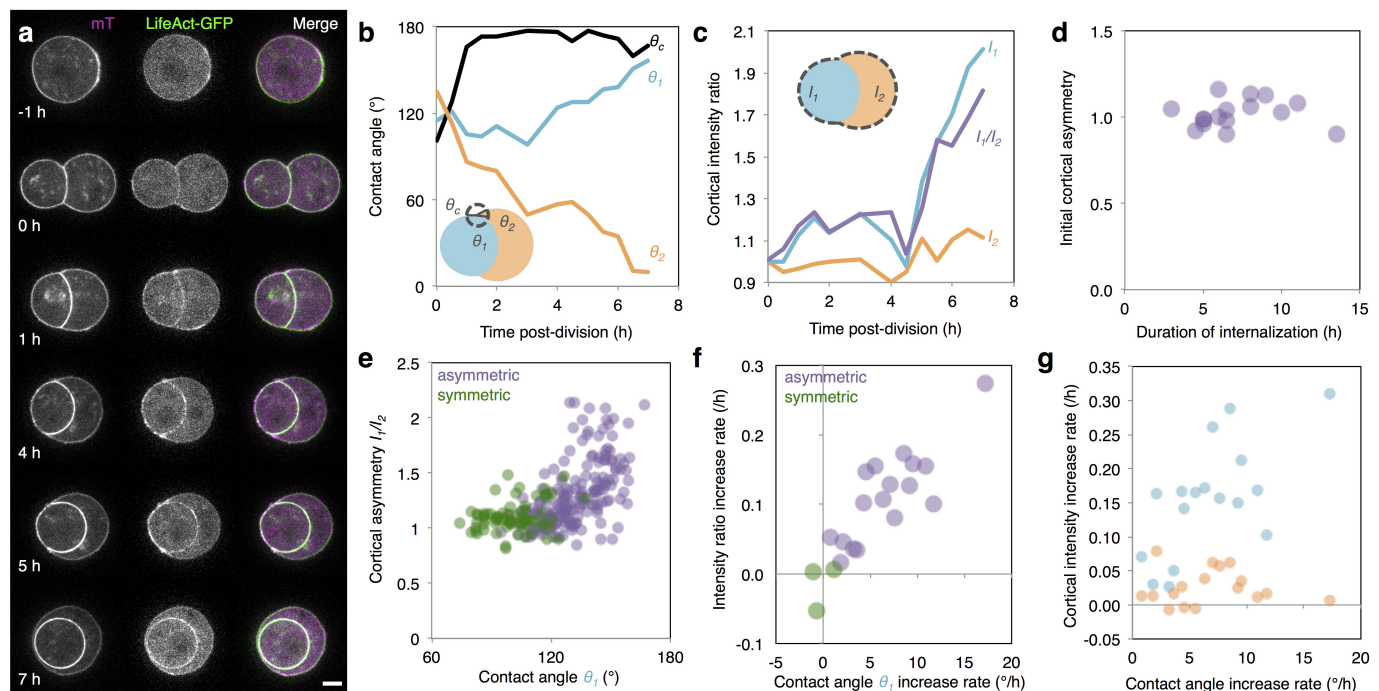 a
mT LifeAct-GFP Merge
-1 h
0 h
1 h
4 h
5 h
7 h
b
Contact angle (°)
180
120
60
0
θc
θ1
θ2
θc
θ1
θ2
0 2 4 6 8
Time post-division (h)
c
Cortical intensity ratio
2.1
1.9
1.7
1.5
1.3
1.1
0.9
I1
I2
I1
I1/I2
I2
0 2 4 6 8
Time post-division (h)
d
Initial cortical asymmetry
1.5
1.0
0.5
0.0
0 5 10 15
Duration of internalization (h)
e
Cortical asymmetry I1/I2
2.5
2
1.5
1
0.5
0
asymmetric
symmetric
60 120 180
Contact angle θ1 (°)
f
Intensity ratio increase rate (/h)
0.3
0.2
0.1
0.0
-0.1
asymmetric
symmetric
-5 0 5 10 15 20
Contact angle θ1 increase rate (°/h)
g
Cortical intensity increase rate (/h)
0.35
0.30
0.25
0.20
0.15
0.10
0.05
0.00
-0.05
0 5 10 15 20
Contact angle increase rate (°/h)